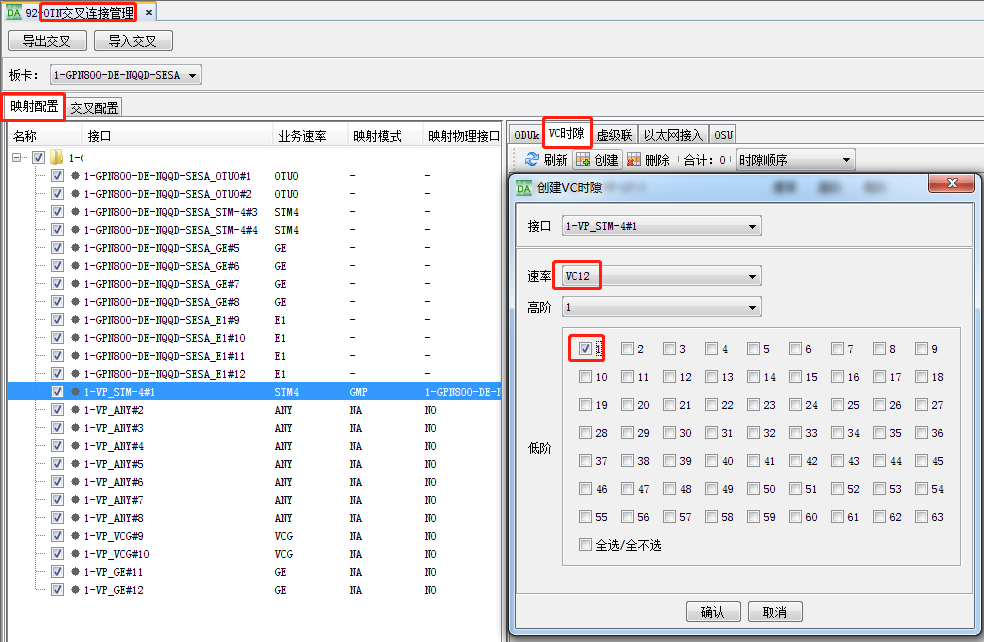 DA 92-OIN交叉连接管理 ×
导出交叉 导入交叉
板卡： 1-GPN800-DE-NQQD-SESA
映射配置 交叉配置
名称 接口 业务速率 映射模式 映射物理接口
1-(
1-GPN800-DE-NQQD-SESA_OTU0#1 OTU0 - -
1-GPN800-DE-NQQD-SESA_OTU0#2 OTU0 - -
1-GPN800-DE-NQQD-SESA_STM-4#3 STM4 - -
1-GPN800-DE-NQQD-SESA_STM-4#4 STM4 - -
1-GPN800-DE-NQQD-SESA_GE#5 GE - -
1-GPN800-DE-NQQD-SESA_GE#6 GE - -
1-GPN800-DE-NQQD-SESA_GE#7 GE - -
1-GPN800-DE-NQQD-SESA_GE#8 GE - -
1-GPN800-DE-NQQD-SESA_E1#9 E1 - -
1-GPN800-DE-NQQD-SESA_E1#10 E1 - -
1-GPN800-DE-NQQD-SESA_E1#11 E1 - -
1-GPN800-DE-NQQD-SESA_E1#12 E1 - -
1-VP_STM-4#1 STM4 GMP 1-GPN800-DE-N
1-VP_ANY#2 ANY NA NO
1-VP_ANY#3 ANY NA NO
1-VP_ANY#4 ANY NA NO
1-VP_ANY#5 ANY NA NO
1-VP_ANY#6 ANY NA NO
1-VP_ANY#7 ANY NA NO
1-VP_ANY#8 ANY NA NO
1-VP_VCG#9 VCG NA NO
1-VP_VCG#10 VCG NA NO
1-VP_GE#11 GE NA NO
1-VP_GE#12 GE NA NO
ODUk VC时隙 虚级联 以太网接入 OSU
刷新 创建 删除 合计：0 时隙顺序
DA 创建VC时隙
接口 1-VP_STM-4#1
速率 VC12
高阶 1
低阶
1 2 3 4 5 6 7 8 9
10 11 12 13 14 15 16 17 18
19 20 21 22 23 24 25 26 27
28 29 30 31 32 33 34 35 36
37 38 39 40 41 42 43 44 45
46 47 48 49 50 51 52 53 54
55 56 57 58 59 60 61 62 63
全选/全不选
确认 取消